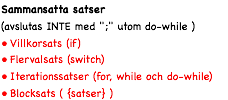 Sammansatta satser
(avslutas INTE med ";" utom do-while )
● Villkorsats (if)
● Flervalsats (switch)
● Iterationssatser (for, while och do-while)
● Blocksats ( {satser} )